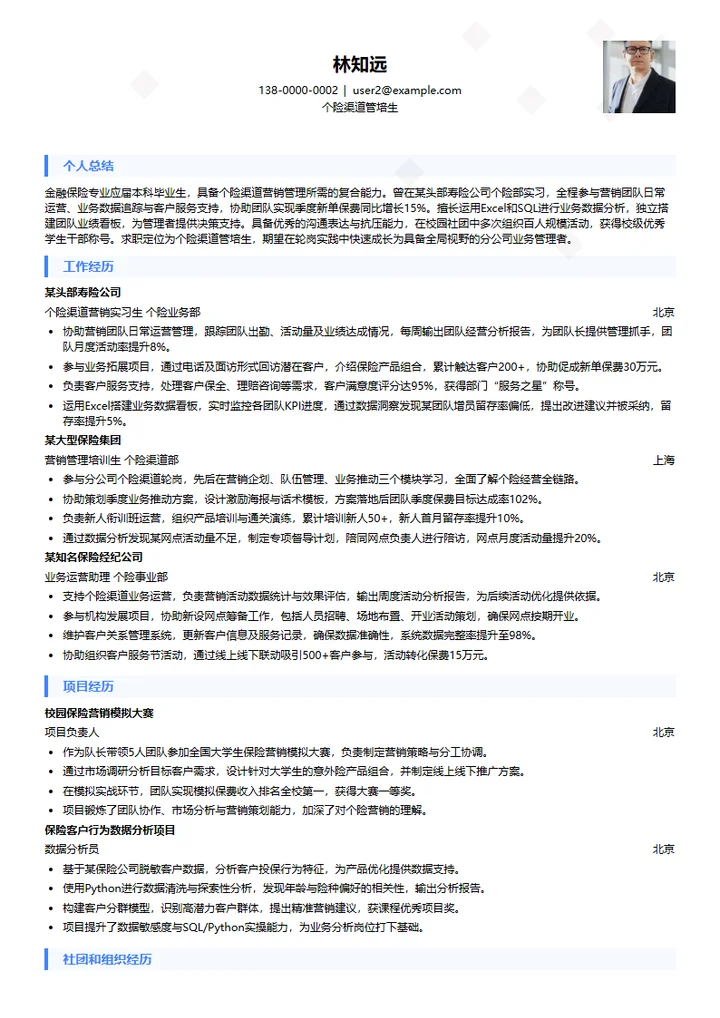 林知远
138-0000-0002 | user2@example.com
个险渠道管培生
个人总结
金融保险专业应届本科毕业生，具备个险渠道营销管理所需的复合能力。曾在某头部寿险公司个险部实习，全程参与营销团队日常
运营、业务数据追踪与客户服务支持，协助团队实现季度新单保费同比增长15%。擅长运用Excel和SQL进行业务数据分析，独立搭
建团队业绩看板，为管理者提供决策支持。具备优秀的沟通表达与抗压能力，在校园社团中多次组织百人规模活动，获得校级优秀
学生干部称号。求职定位为个险渠道管培生，期望在轮岗实践中快速成长为具备全局视野的分公司业务管理者。
工作经历
某头部寿险公司
个险渠道营销实习生 个险业务部 北京
• 协助营销团队日常运营管理，跟踪团队出勤、活动量及业绩达成情况，每周输出团队经营分析报告，为团队长提供管理抓手，团
队月度活动率提升8%。
• 参与业务拓展项目，通过电话及面访形式回访潜在客户，介绍保险产品组合，累计触达客户200+，协助促成新单保费30万元。
• 负责客户服务支持，处理客户保全、理赔咨询等需求，客户满意度评分达95%，获得部门“服务之星”称号。
• 运用Excel搭建业务数据看板，实时监控各团队KPI进度，通过数据洞察发现某团队增员留存率偏低，提出改进建议并被采纳，留
存率提升5%。
某大型保险集团
营销管理培训生 个险渠道部 上海
• 参与分公司个险渠道轮岗，先后在营销企划、队伍管理、业务推动三个模块学习，全面了解个险经营全链路。
• 协助策划季度业务推动方案，设计激励海报与话术模板，方案落地后团队季度保费目标达成率102%。
• 负责新人衔训班运营，组织产品培训与通关演练，累计培训新人50+，新人首月留存率提升10%。
• 通过数据分析发现某网点活动量不足，制定专项督导计划，陪同网点负责人进行陪访，网点月度活动量提升20%。
某知名保险经纪公司
业务运营助理 个险事业部 北京
• 支持个险渠道业务运营，负责营销活动数据统计与效果评估，输出周度活动分析报告，为后续活动优化提供依据。
• 参与机构发展项目，协助新设网点筹备工作，包括人员招聘、场地布置、开业活动策划，确保网点按期开业。
• 维护客户关系管理系统，更新客户信息及服务记录，确保数据准确性，系统数据完整率提升至98%。
• 协助组织客户服务节活动，通过线上线下联动吸引500+客户参与，活动转化保费15万元。
项目经历
校园保险营销模拟大赛
项目负责人 北京
• 作为队长带领5人团队参加全国大学生保险营销模拟大赛，负责制定营销策略与分工协调。
• 通过市场调研分析目标客户需求，设计针对大学生的意外险产品组合，并制定线上线下推广方案。
• 在模拟实战环节，团队实现模拟保费收入排名全校第一，获得大赛一等奖。
• 项目锻炼了团队协作、市场分析与营销策划能力，加深了对个险营销的理解。
保险客户行为数据分析项目
数据分析员 北京
• 基于某保险公司脱敏客户数据，分析客户投保行为特征，为产品优化提供数据支持。
• 使用Python进行数据清洗与探索性分析，发现年龄与险种偏好的相关性，输出分析报告。
• 构建客户分群模型，识别高潜力客户群体，提出精准营销建议，获课程优秀项目奖。
• 项目提升了数据敏感度与SQL/Python实操能力，为业务分析岗位打下基础。
社团和组织经历